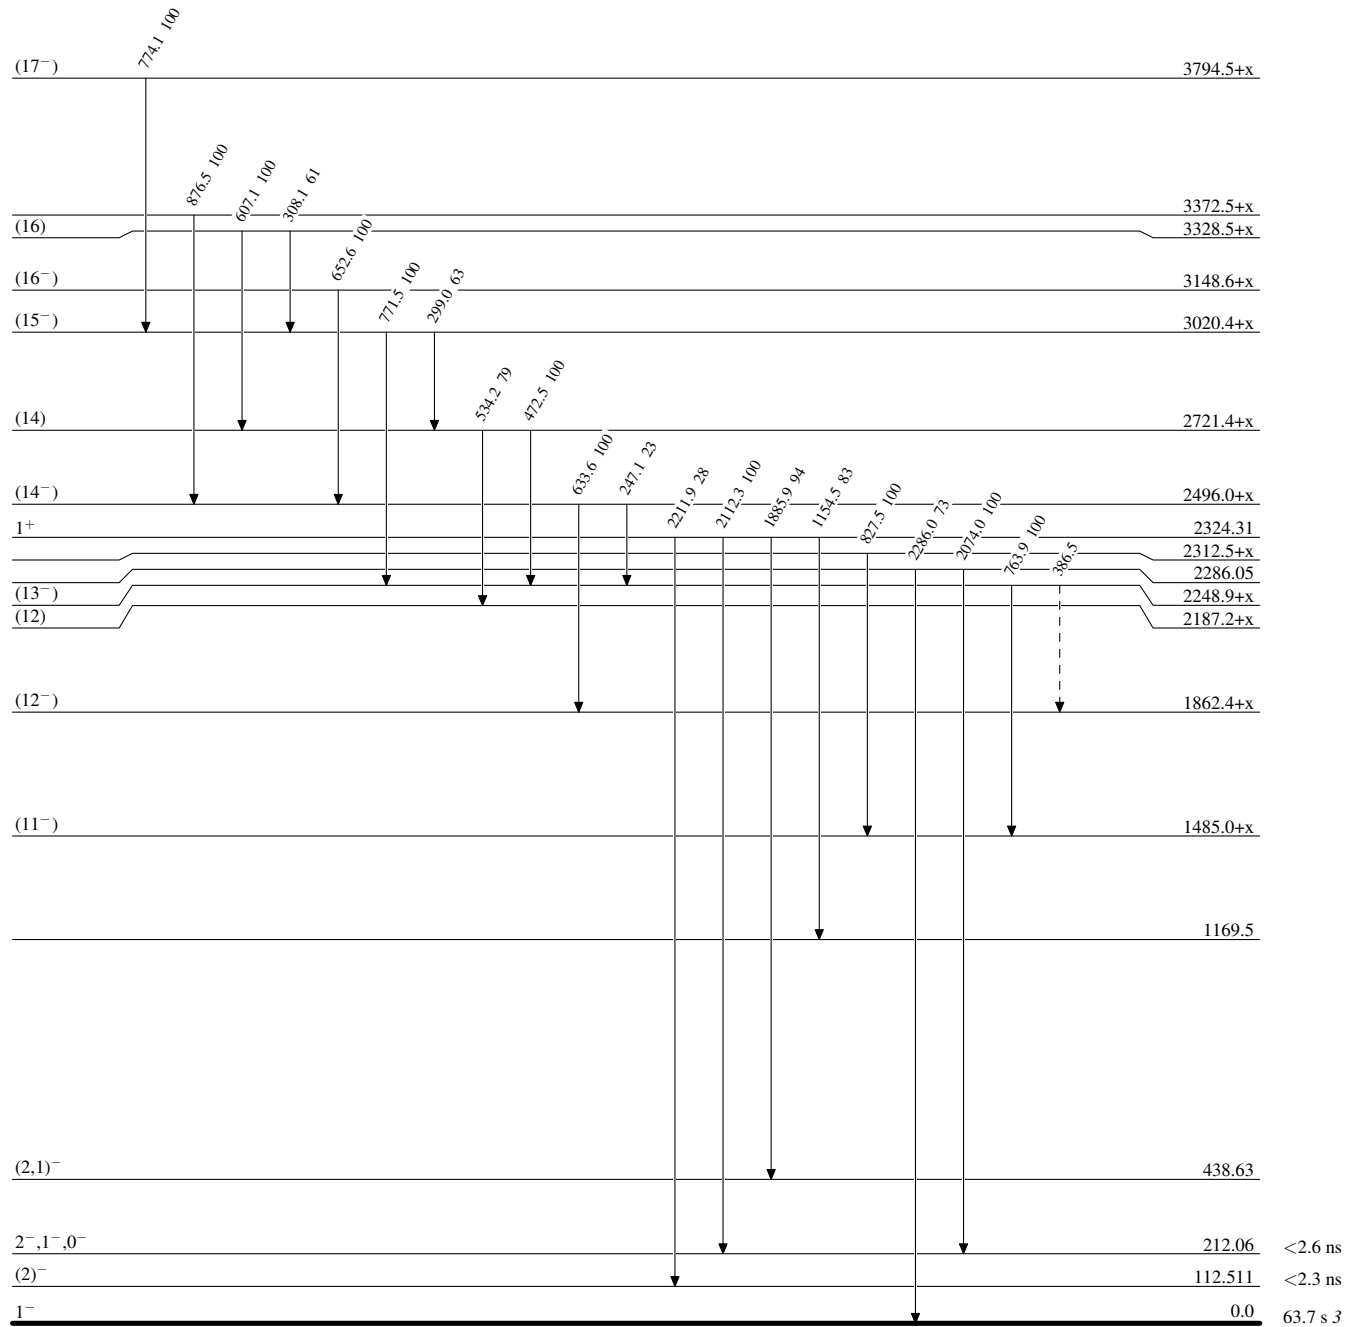 774.1 100
(17⁻) 3794.5+x
876.5 100
607.1 100
308.1 61
3372.5+x
(16) 3328.5+x
652.6 100
(16⁻) 3148.6+x
771.5 100
299.0 63
(15⁻) 3020.4+x
534.2 79
472.5 100
(14) 2721.4+x
633.6 100
247.1 23
2211.9 28
2112.3 100
1885.9 94
1154.5 83
(14⁻) 2496.0+x
827.5 100
2286.0 73
2074.0 100
763.9 100
386.5
1⁺ 2324.31
2312.5+x
2286.05
(13⁻) 2248.9+x
(12) 2187.2+x
(12⁻) 1862.4+x
(11⁻) 1485.0+x
1169.5
(2,1)⁻ 438.63
2⁻,1⁻,0⁻ 212.06 <2.6 ns
(2)⁻ 112.511 <2.3 ns
1⁻ 0.0 63.7 s 3